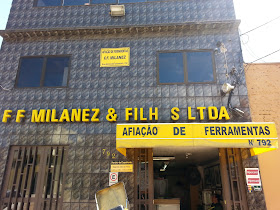 AFIAÇÃO DE FERRAMENTAS
F.F. MILANEZ
F F MILANEZ & FILH S LTDA
AFIAÇÃO DE FERRAMENTAS
Nº 792